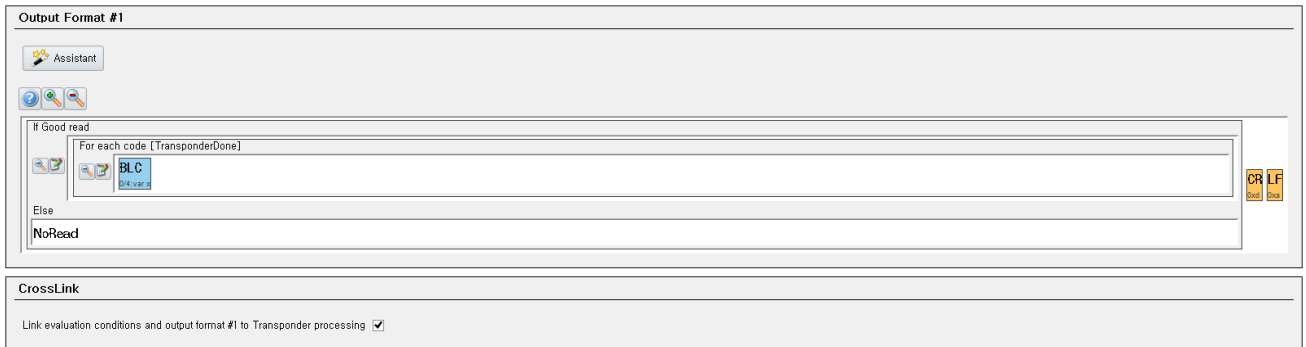 Output Format #1
Assistant
If Good read
For each code [TransponderDone]
BLC
0/4:var x
CR LF
0xd 0xa
Else
NoRead
CrossLink
Link evaluation conditions and output format #1 to Transponder processing